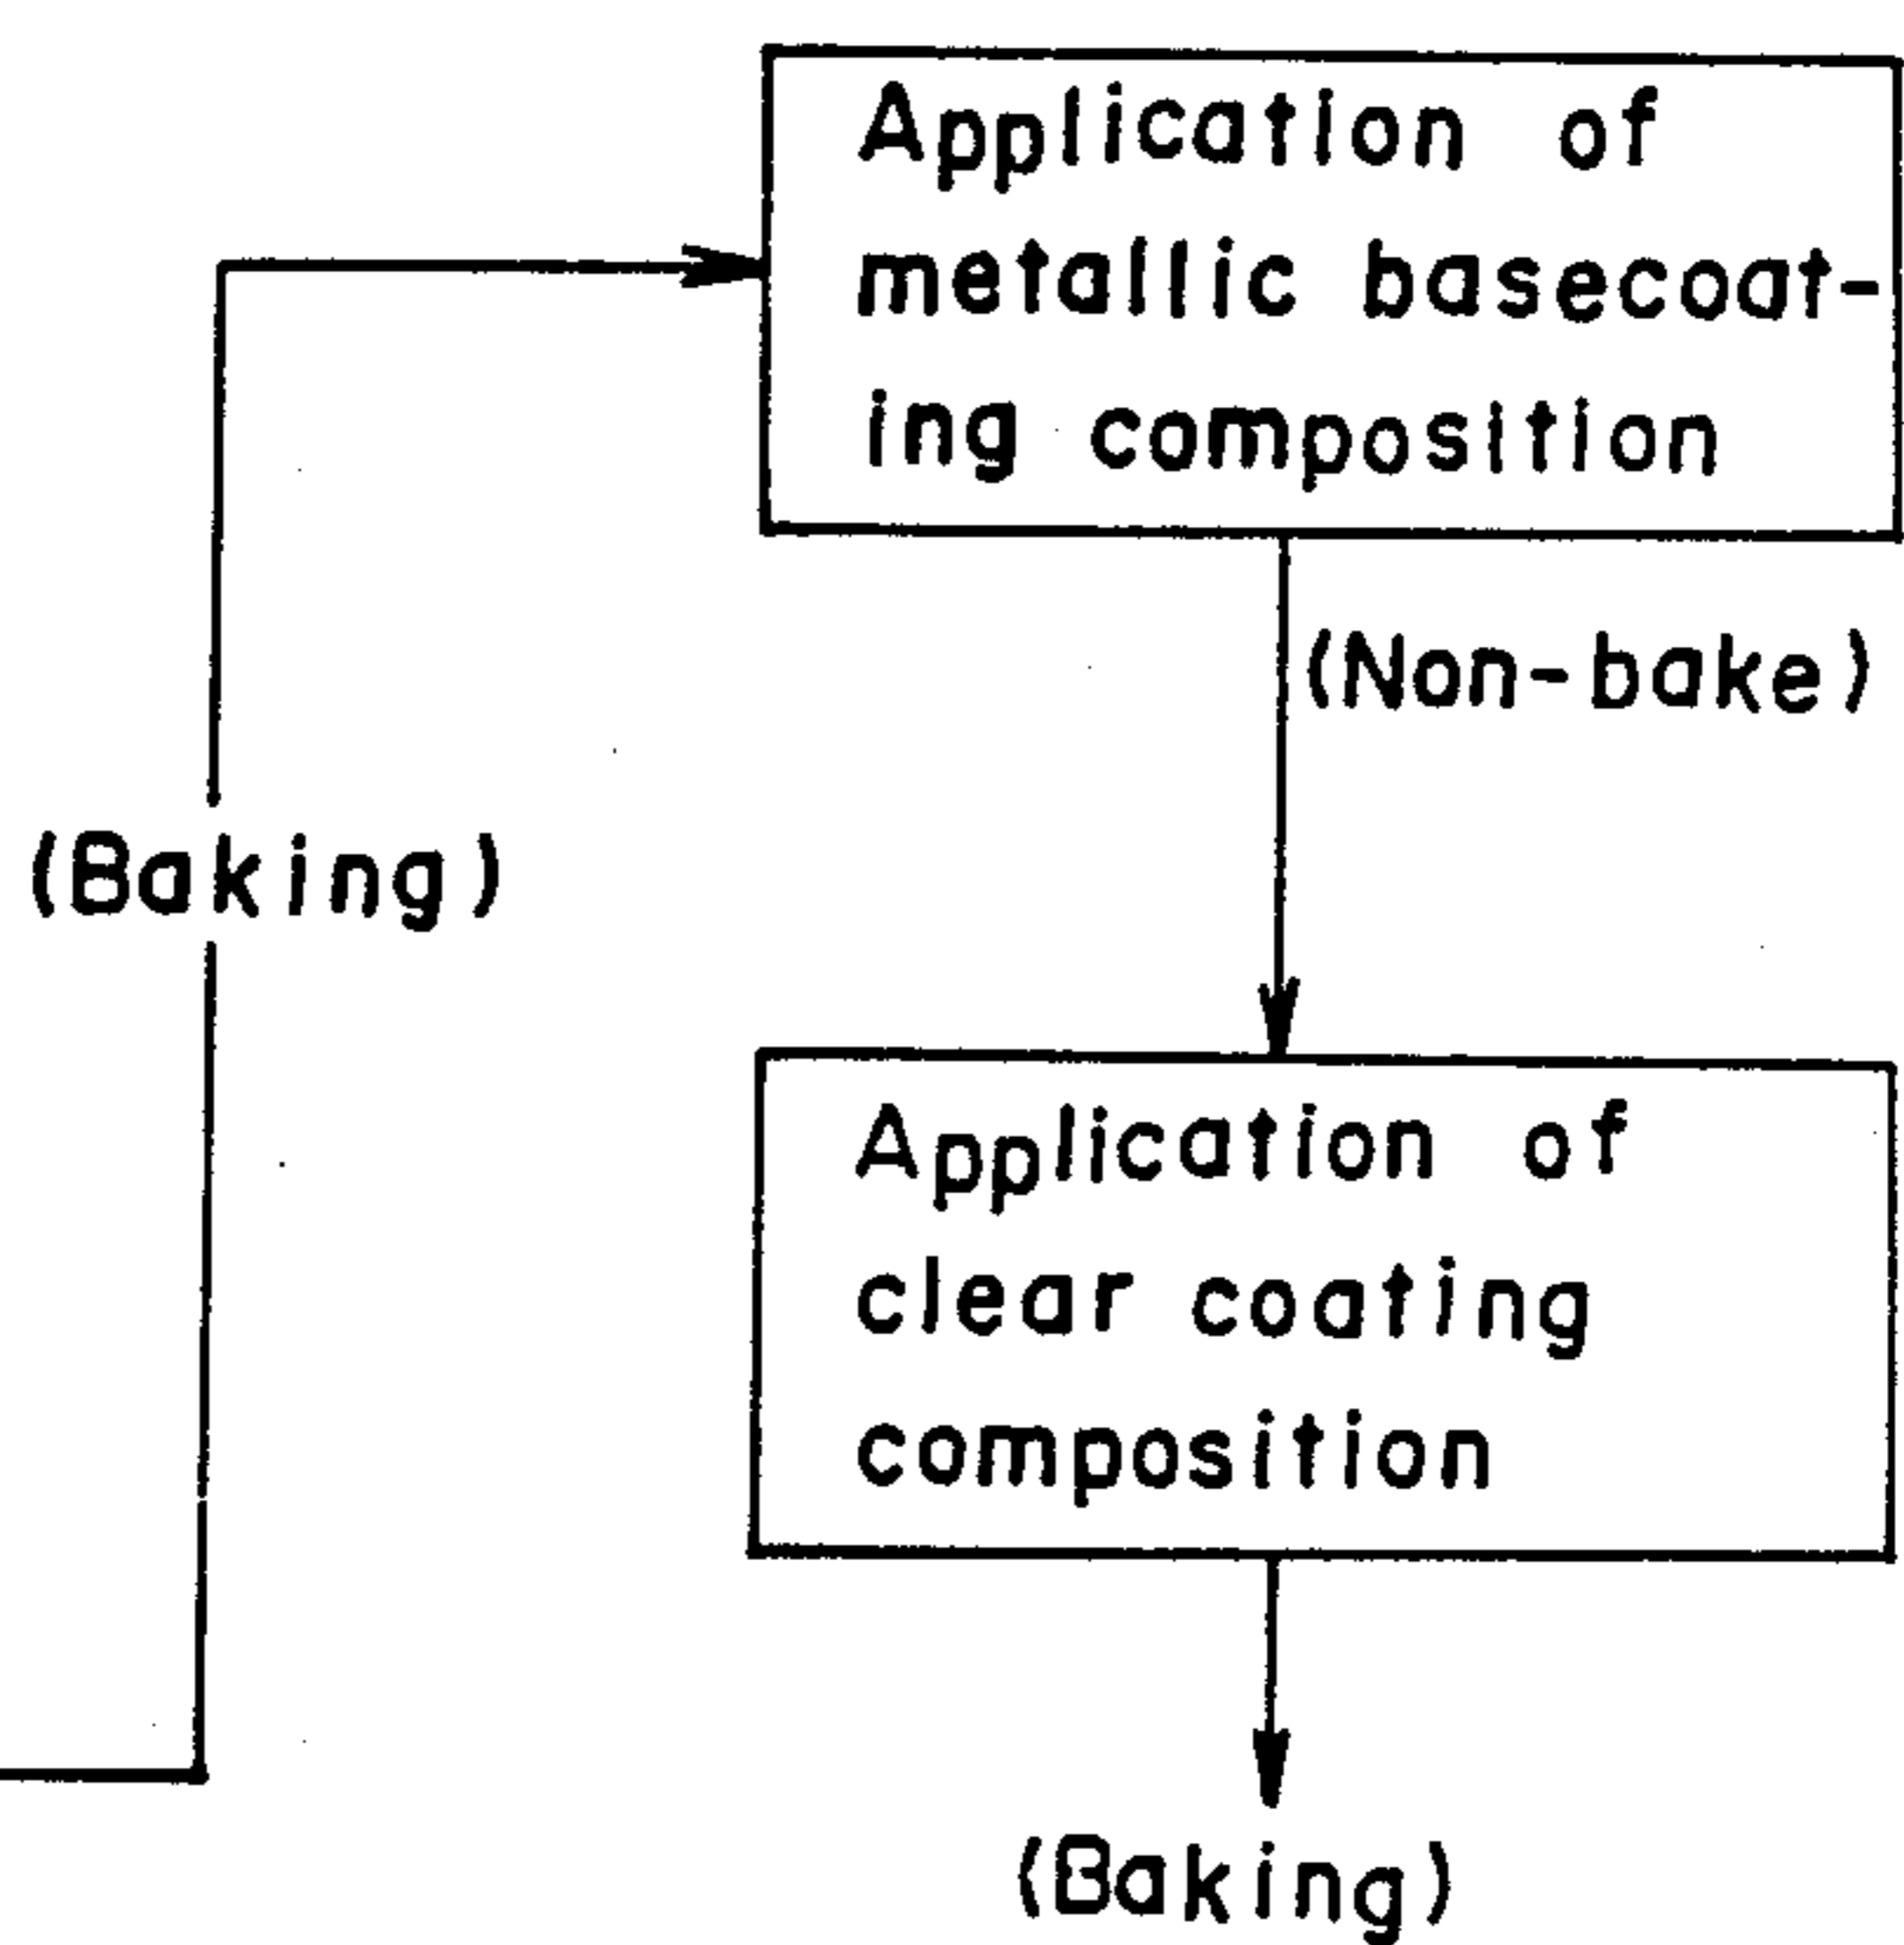 Application of
metallic basecoat-
ing composition
(Non-bake)
(Baking)
Application of
clear coating
composition
(Baking)